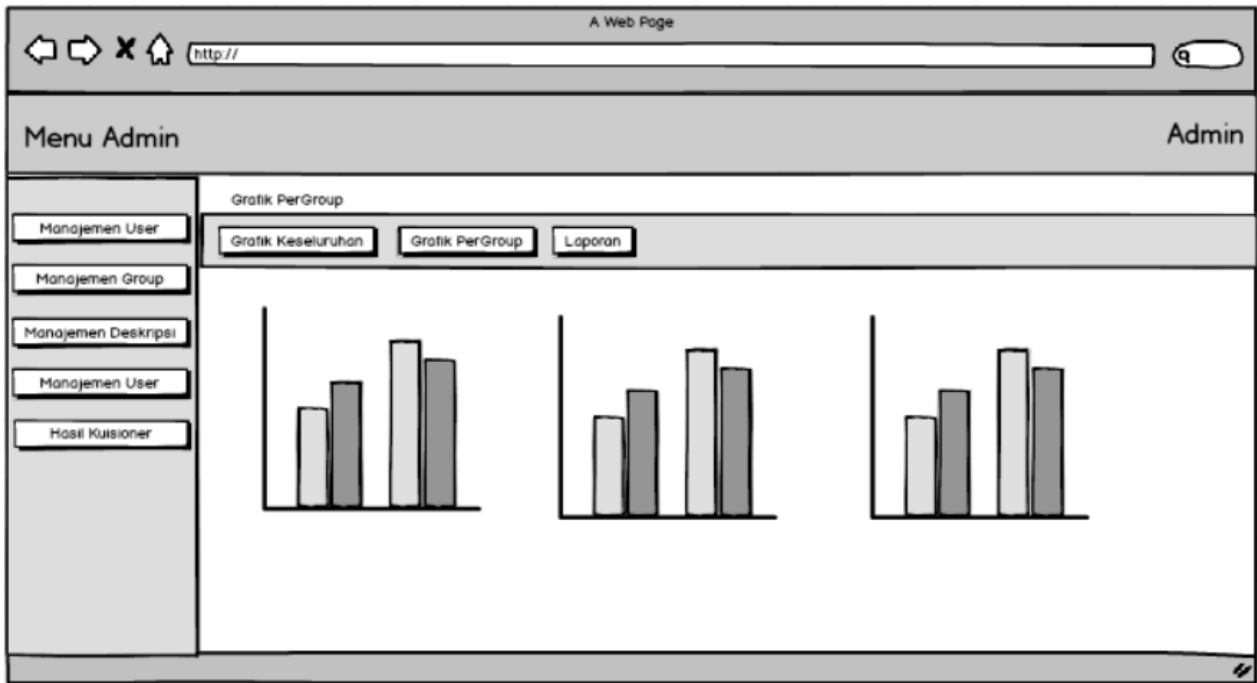 A Web Page
http://
Menu Admin
Admin
Grafik PerGroup
Manajemen User
Manajemen Group
Manajemen Deskripsi
Manajemen User
Hasil Kuisioner
Grafik Keseluruhan
Grafik PerGroup
Laporan